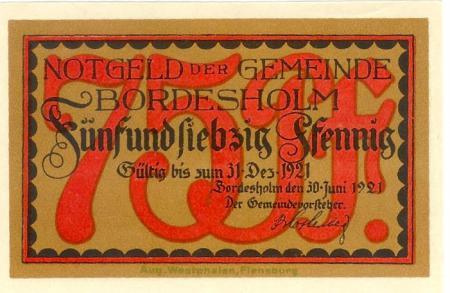 75 Pf.
NOTGELD DER GEMEINDE
BORDESHOLM
Fünfundsiebzig Pfennig
Gültig bis zum 31·Dez·1921
Bordesholm den 30·Juni 1921
Der Gemeindevorsteher.
Aug. Westphalen, Flensburg